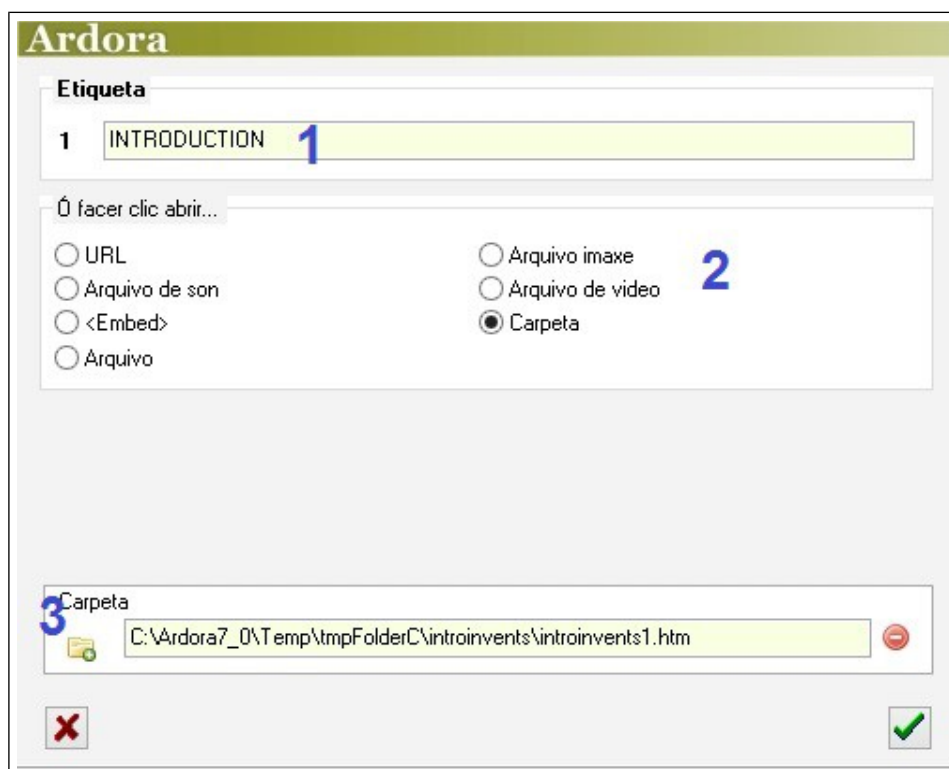 Ardora
Etiqueta
1 INTRODUCTION 1
Ó facer clic abrir...
URL
Arquivo de son
<Embed>
Arquivo
Arquivo imaxe
Arquivo de video
Carpeta
2
Carpeta
3
C:\Ardora7_0\Temp\tmpFolderC\introinvents\introinvents1.htm